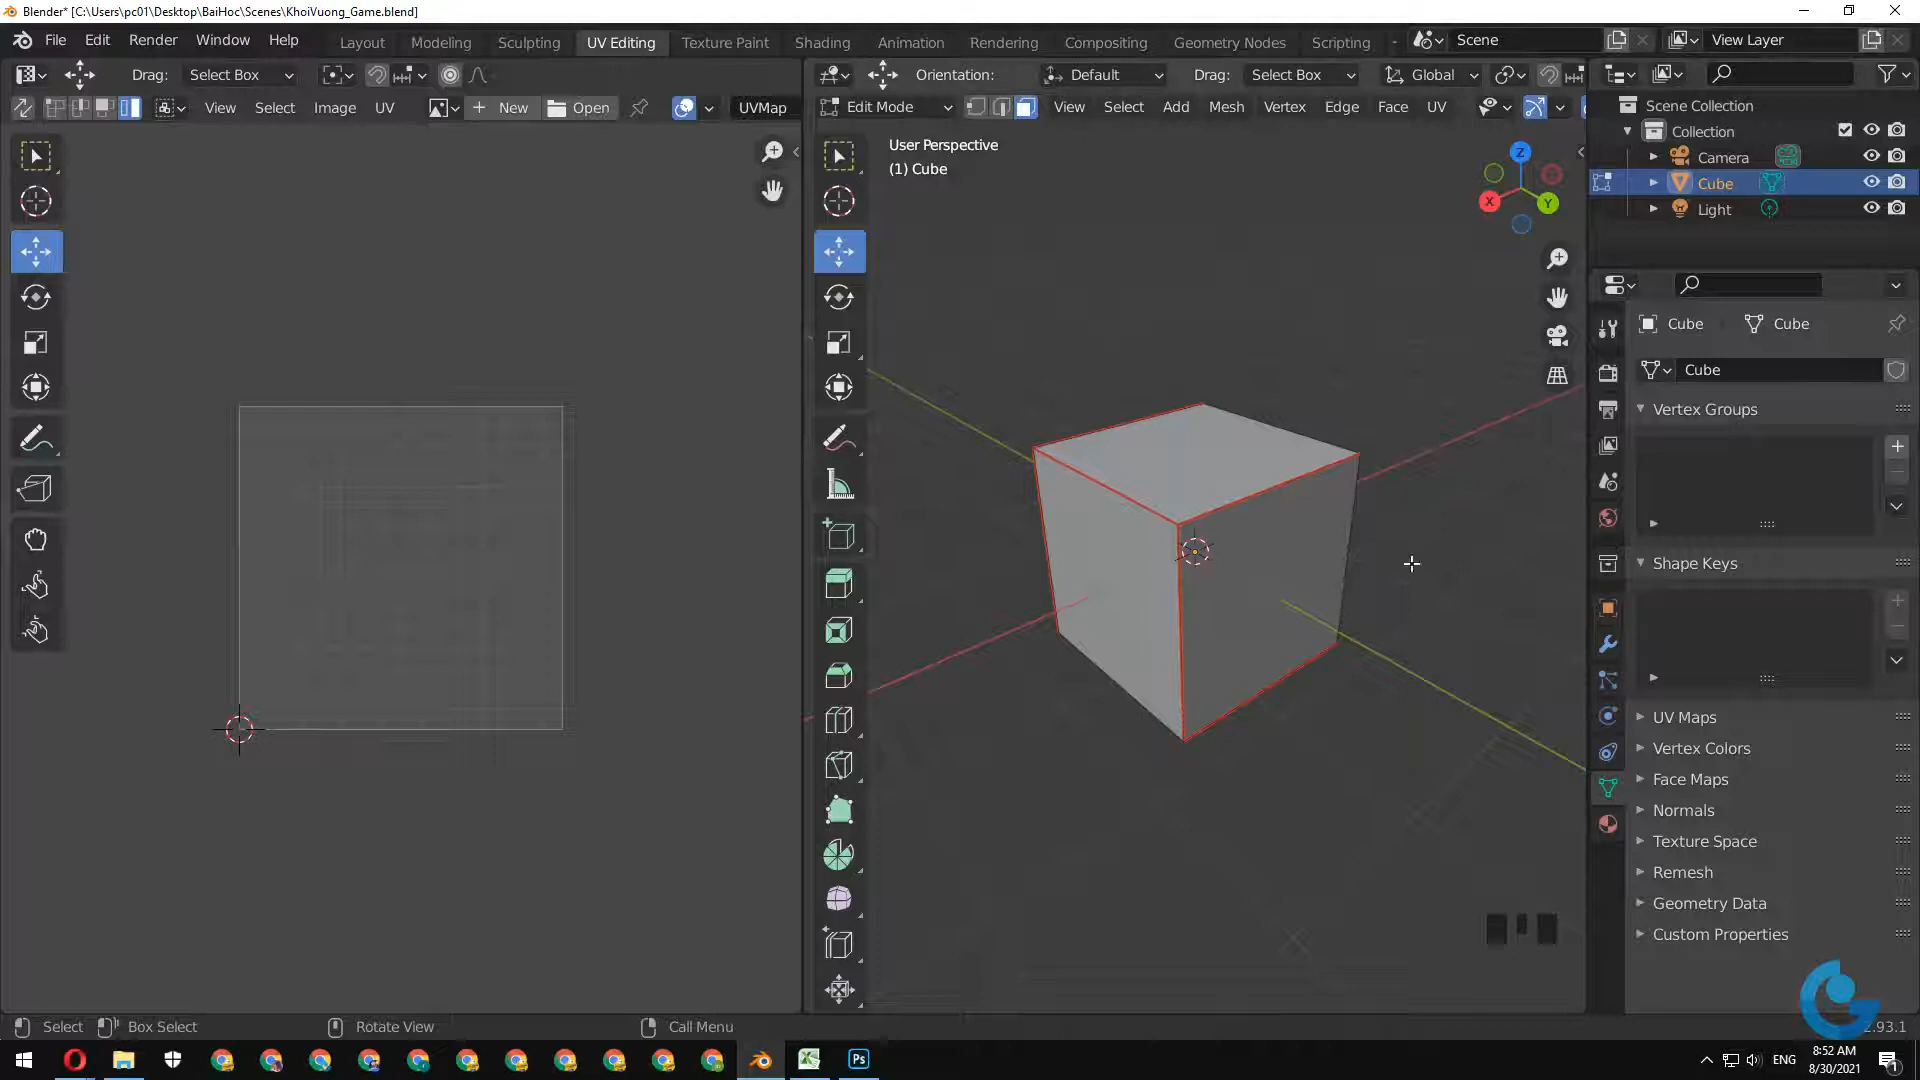 Blender* [C:\Users\pc01\Desktop\BaiHoc\Scenes\KhoiVuong_Game.blend]
File Edit Render Window Help
Layout Modeling Sculpting UV Editing Texture Paint Shading Animation Rendering Compositing Geometry Nodes Scripting
Scene
View Layer
Drag: Select Box
Orientation: Default Drag: Select Box Global
View Select Image UV New Open UVMap
Edit Mode View Select Add Mesh Vertex Edge Face UV
User Perspective
(1) Cube
Z
X
Y
Scene Collection
Collection
Camera
Cube
Light
Cube Cube
Cube
Vertex Groups
Shape Keys
UV Maps
Vertex Colors
Face Maps
Normals
Texture Space
Remesh
Geometry Data
Custom Properties
Select Box Select Rotate View Call Menu
2.93.1
Ps
ENG
8:52 AM
8/30/2021
1